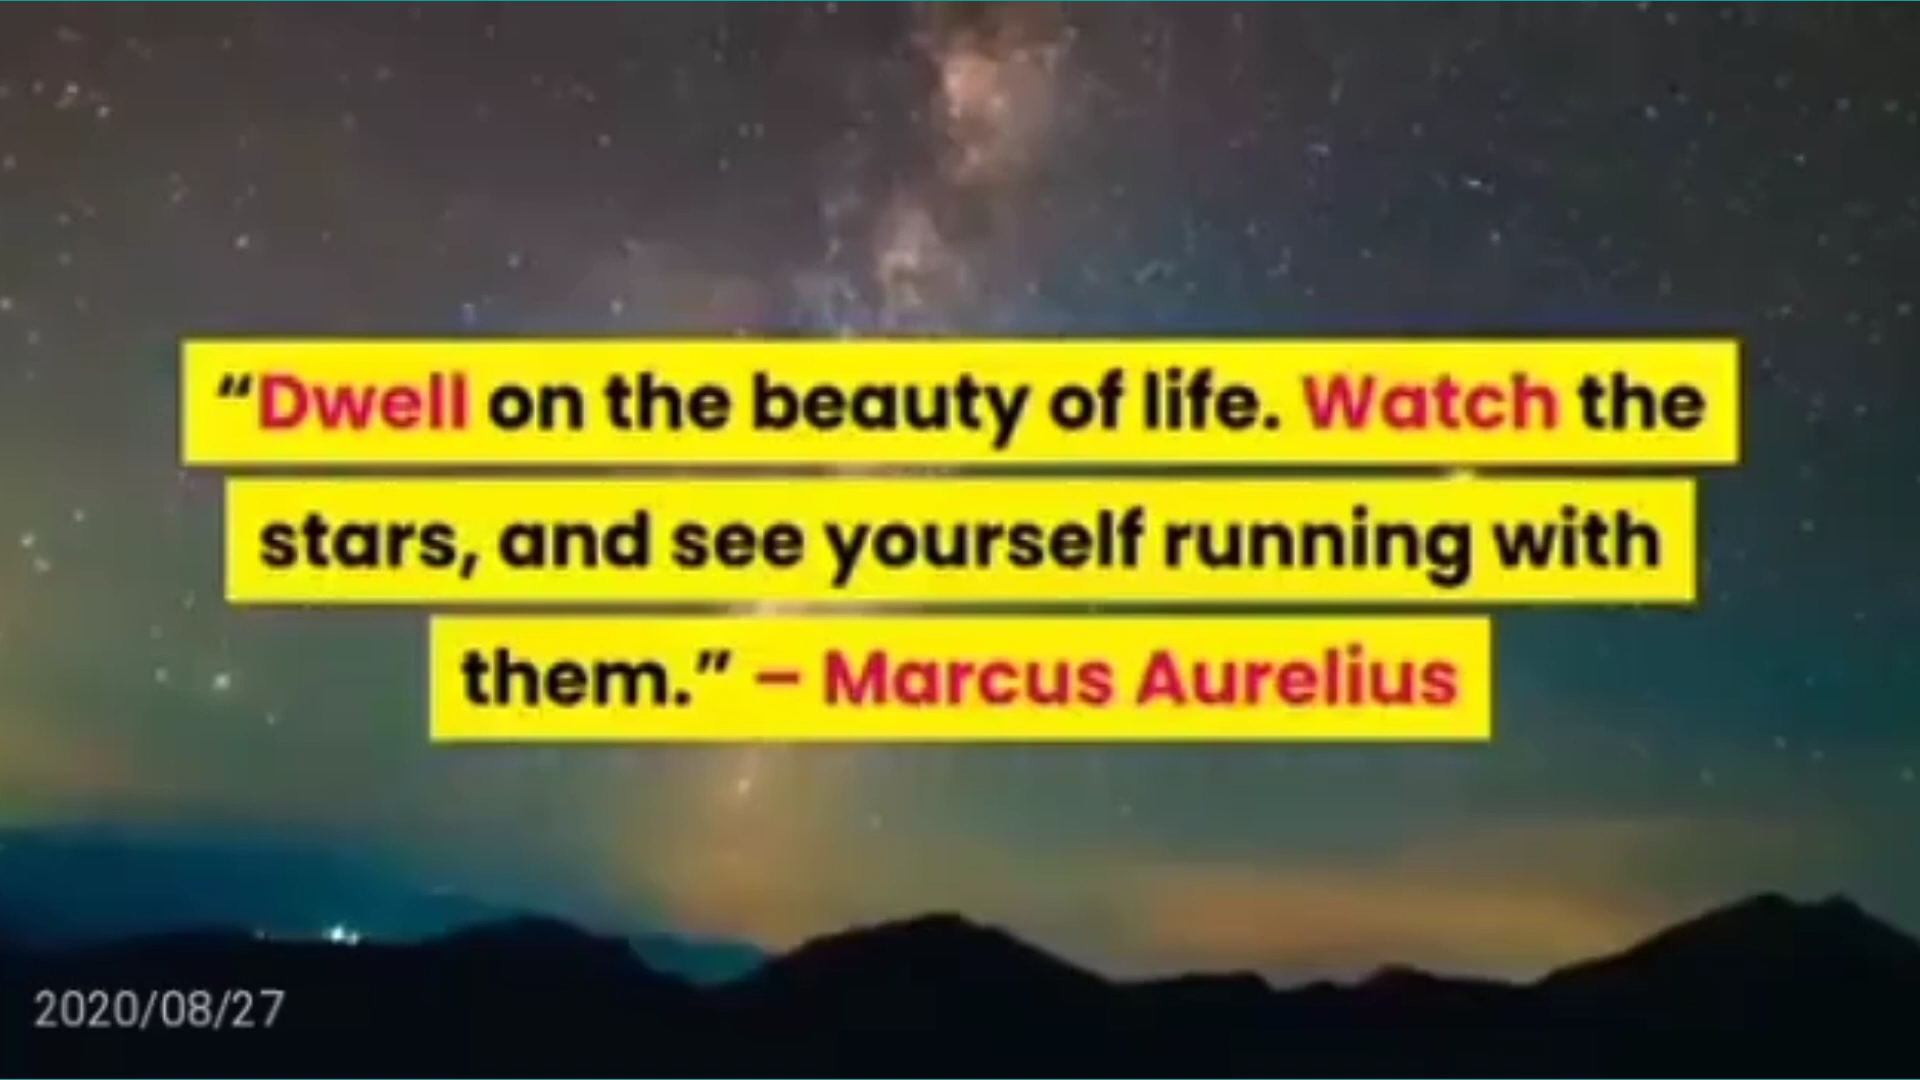 “Dwell on the beauty of life. Watch the
stars, and see yourself running with
them.” – Marcus Aurelius
2020/08/27